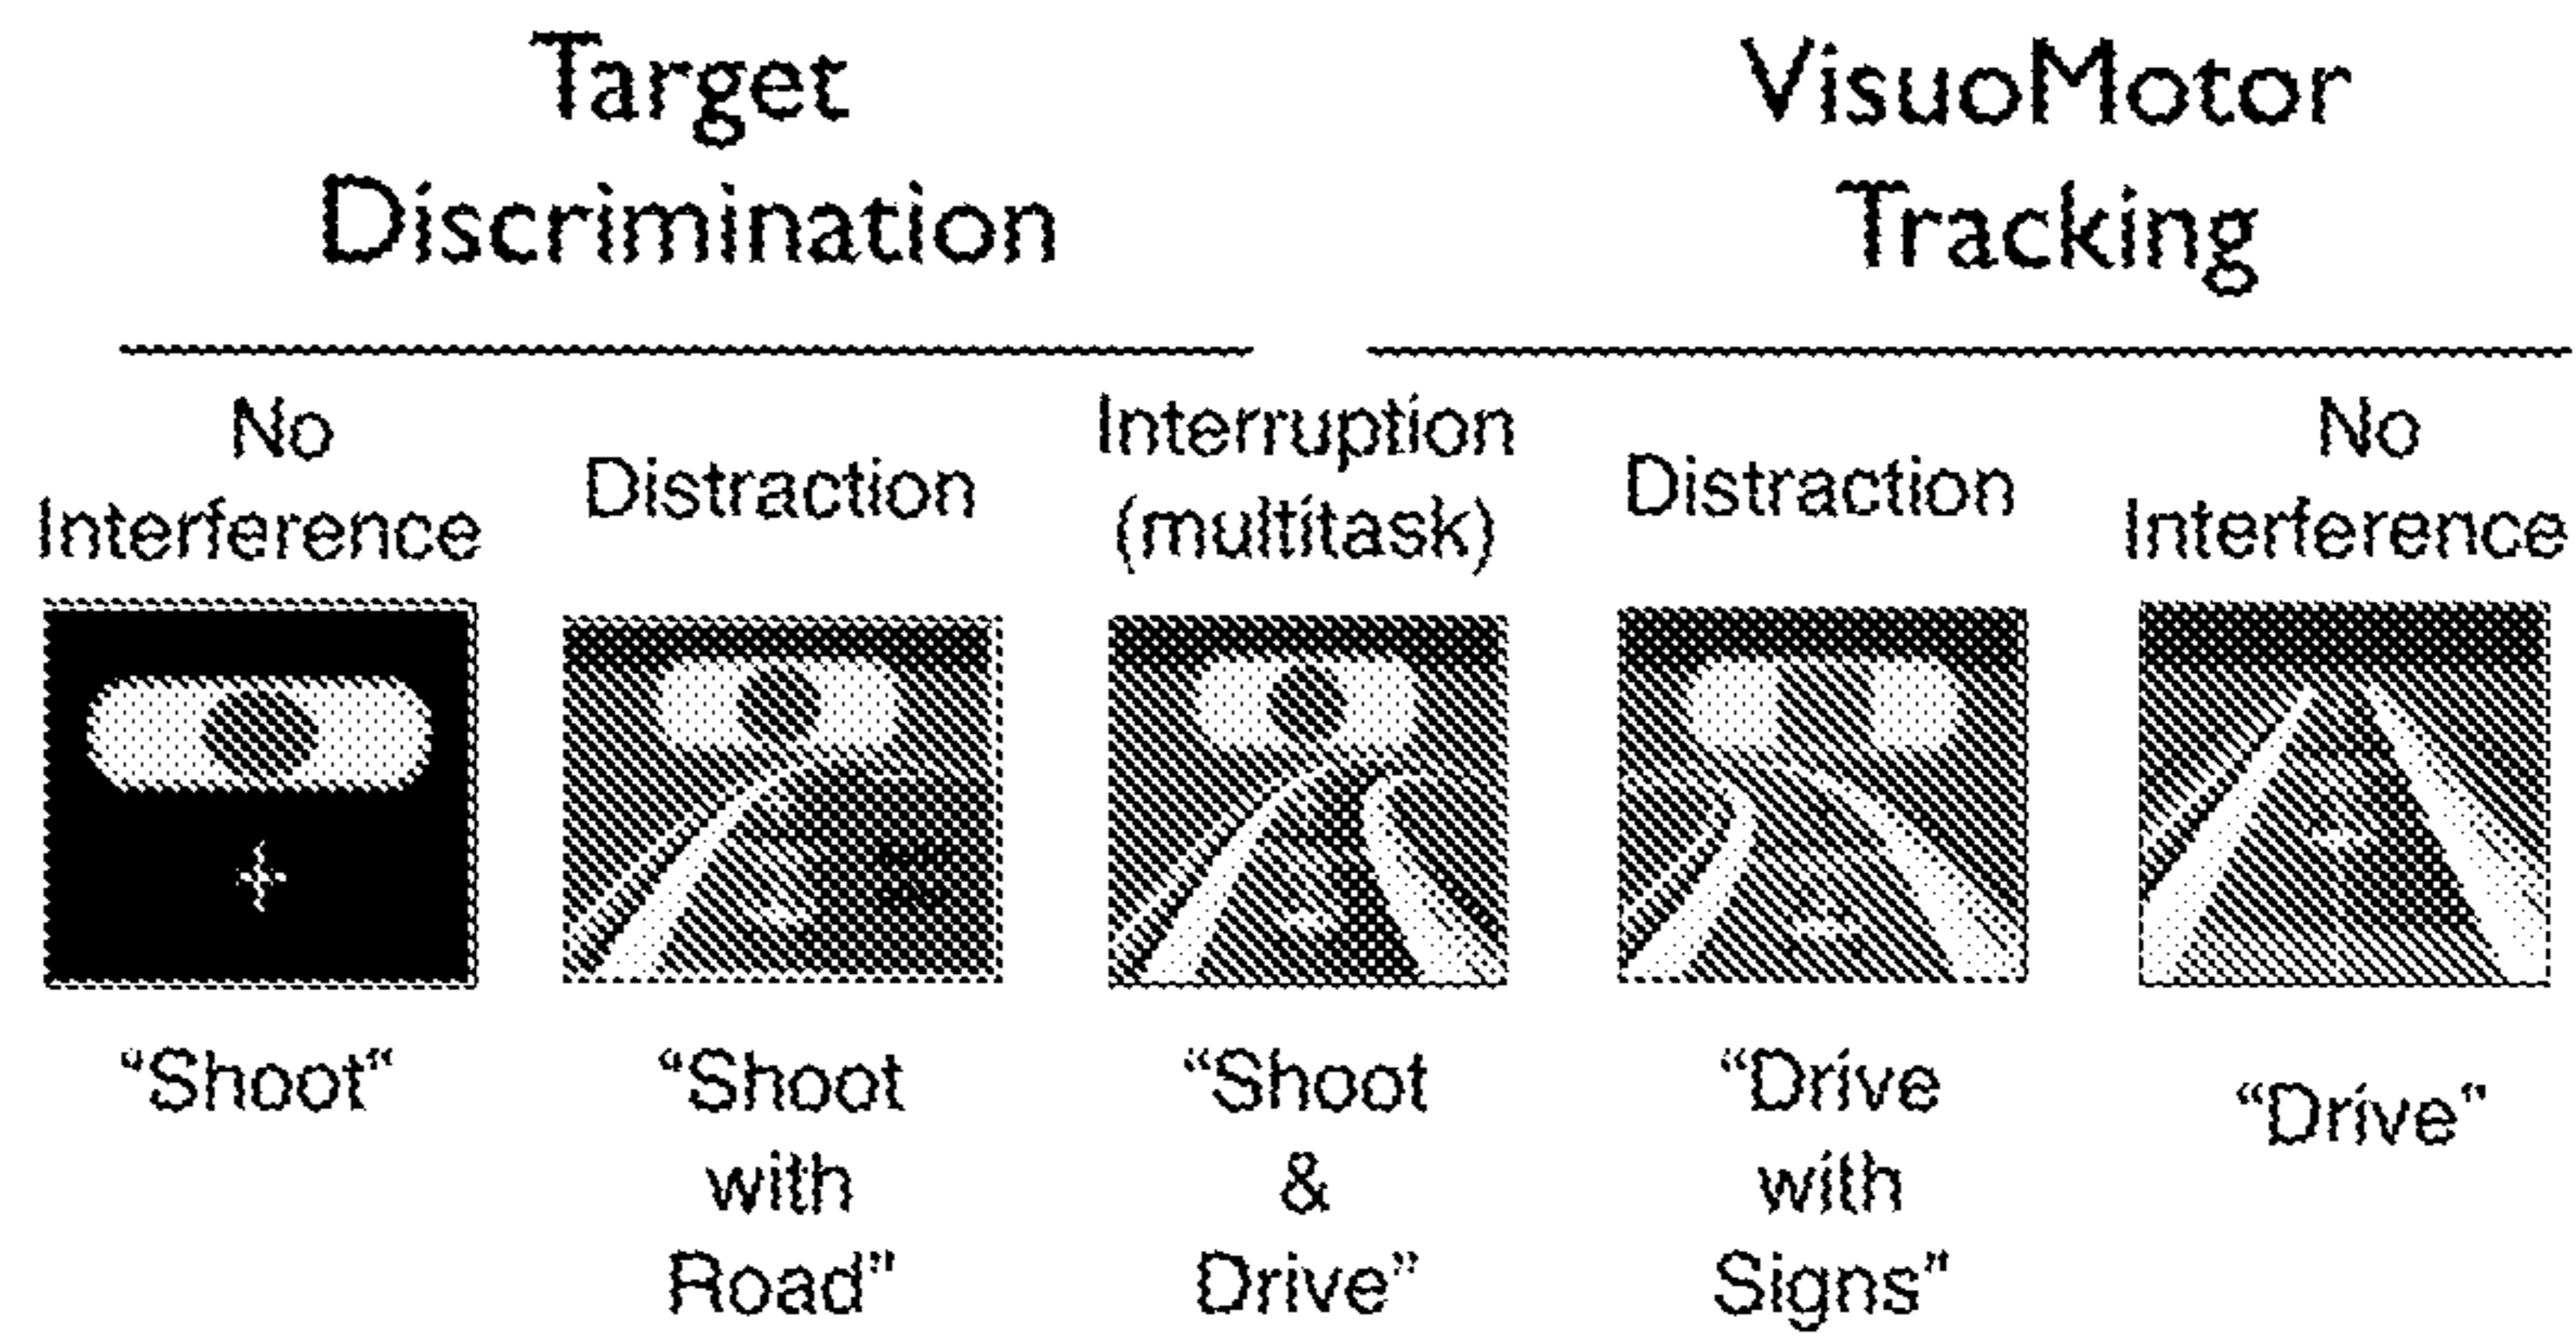 Target
Discrimination
VisuoMotor
Tracking
No
Interference
Distraction
Interruption
(multitask)
Distraction
No
Interference
“Shoot“
“Shoot
with
Road”
“Shoot
&
Drive”
“Drive
with
Signs”
“Drive”